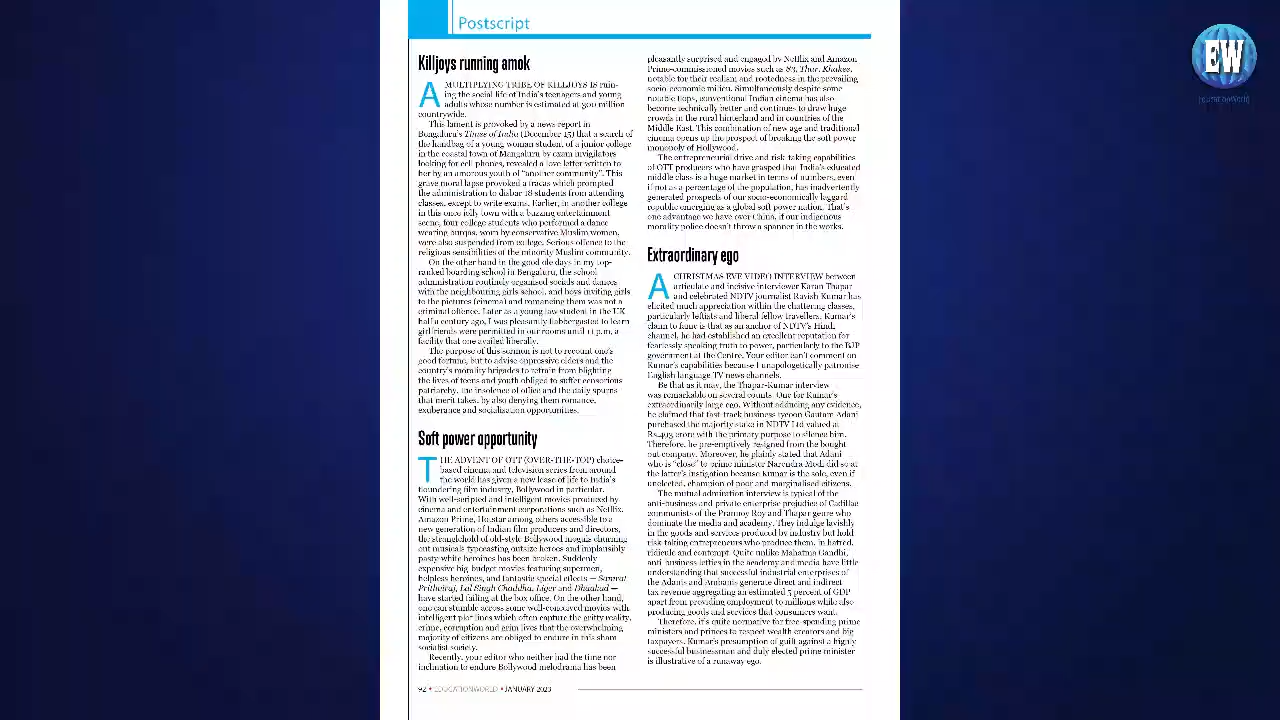 Postscript
Killjoys running amok
A MULTIPLYING TRIBE OF KILLJOYS IS ruin-
ing the social life of India's teenagers and young
adults whose number is estimated at 300 million
countrywide.
This lament is provoked by a news report in
Bengaluru's Times of India (December 15) that a search of
the handbag of a young woman student of a junior college
in the coastal town of Mangaluru by exam invigilators
looking for cell phones, revealed a love letter written to
her by an amorous youth of "another community". This
grave moral lapse provoked a fracas which prompted
the administration to disbar 18 students from attending
classes, except to write exams. Earlier, in another college
in this once jolly town with a buzzing entertainment
scene, four college students who performed a dance
wearing burqas, worn by conservative Muslim women,
were also suspended from college. Serious offence to the
religious sensibilities of the minority Muslim community.
On the other hand in the good ole days in my top-
ranked boarding school in Bengaluru, the school
administration routinely organised socials and dances
with the neighbouring girls school, and boys inviting girls
to the pictures (cinema) and romancing them was not a
criminal offence. Later as a young law student in the UK
half a century ago, I was pleasantly flabbergasted to learn
girlfriends were permitted in our rooms until 11 p.m, a
facility that one availed liberally.
The purpose of this sermon is not to recount one's
good fortune, but to advise oppressive elders and the
country's morality brigades to refrain from blighting
the lives of teens and youth obliged to suffer censorious
patriarchy, the insolence of office and the daily spurns
that merit takes, by also denying them romance,
exuberance and socialisation opportunities.
Soft power opportunity
THE ADVENT OF OTT (OVER-THE-TOP) choice-
based cinema and television series from around
the world has given a new lease of life to India's
floundering film industry, Bollywood in particular.
With well-scripted and intelligent movies produced by
cinema and entertainment corporations such as Netflix,
Amazon Prime, Hotstar among others accessible to a
new generation of Indian film producers and directors,
the stranglehold of old-style Bollywood moguls churning
out musicals typecasting outsize heroes and implausibly
pasty-white heroines has been broken. Suddenly
expensive big-budget movies featuring supermen,
helpless heroines, and fantastic special effects — Samrat
Prithviraj, Lal Singh Chaddha, Liger and Dhaakad —
have started failing at the box office. On the other hand,
one can stumble across some well-conceived movies with
intelligent plot lines which often capture the gritty reality,
crime, corruption and grim lives that the overwhelming
majority of citizens are obliged to endure in this sham
socialist society.
Recently, your editor who neither had the time nor
inclination to endure Bollywood melodrama has been
pleasantly surprised and engaged by Netflix and Amazon
Prime-commissioned movies such as 83, Thar, Khakee,
notable for their realism and rootedness in the prevailing
socio-economic milieu. Simultaneously despite some
notable flops, conventional Indian cinema has also
become technically better and continues to draw huge
crowds in the rural hinterland and in countries of the
Middle East. This combination of new age and traditional
cinema opens up the prospect of breaking the soft power
monopoly of Hollywood.
The entrepreneurial drive and risk-taking capabilities
of OTT producers who have grasped that India's educated
middle class is a huge market in terms of numbers, even
if not as a percentage of the population, has inadvertently
generated prospects of our socio-economically laggard
republic emerging as a global soft power nation. That's
one advantage we have over China, if our indigenous
morality police doesn't throw a spanner in the works.
Extraordinary ego
A CHRISTMAS EVE VIDEO INTERVIEW between
articulate and incisive interviewer Karan Thapar
and celebrated NDTV journalist Ravish Kumar has
elicited much appreciation within the chattering classes,
particularly leftists and liberal fellow travellers. Kumar's
claim to fame is that as an anchor of NDTV's Hindi
channel, he had established an excellent reputation for
fearlessly speaking truth to power, particularly to the BJP
government at the Centre. Your editor can't comment on
Kumar's capabilities because I unapologetically patronise
English language TV news channels.
Be that as it may, the Thapar-Kumar interview
was remarkable on several counts. One for Kumar's
extraordinarily large ego. Without adducing any evidence,
he claimed that fast-track business tycoon Gautam Adani
purchased the majority stake in NDTV Ltd valued at
Rs.493 crore with the primary purpose to silence him.
Therefore, he pre-emptively resigned from the bought
out company. Moreover, he plainly stated that Adani
who is "close" to prime minister Narendra Modi did so at
the latter's instigation because Kumar is the sole, even if
unelected, champion of poor and marginalised citizens.
The mutual admiration interview is typical of the
anti-business and private enterprise prejudice of Cadillac
communists of the Prannoy Roy and Thapar genre who
dominate the media and academy. They indulge lavishly
in the goods and services produced by industry but hold
risk-taking entrepreneurs who produce them, in hatred,
ridicule and contempt. Quite unlike Mahatma Gandhi,
anti-business lefties in the academy and media have little
understanding that successful industrial enterprises of
the Adanis and Ambanis generate direct and indirect
tax revenue aggregating an estimated 5 percent of GDP
apart from providing employment to millions while also
producing goods and services that consumers want.
Therefore, it's quite normative for free-spending prime
ministers and princes to respect wealth creators and big
taxpayers. Kumar's presumption of guilt against a highly
successful businessman and duly elected prime minister
is illustrative of a runaway ego.
92 • EDUCATIONWORLD • JANUARY 2023
EW
EducationWorld